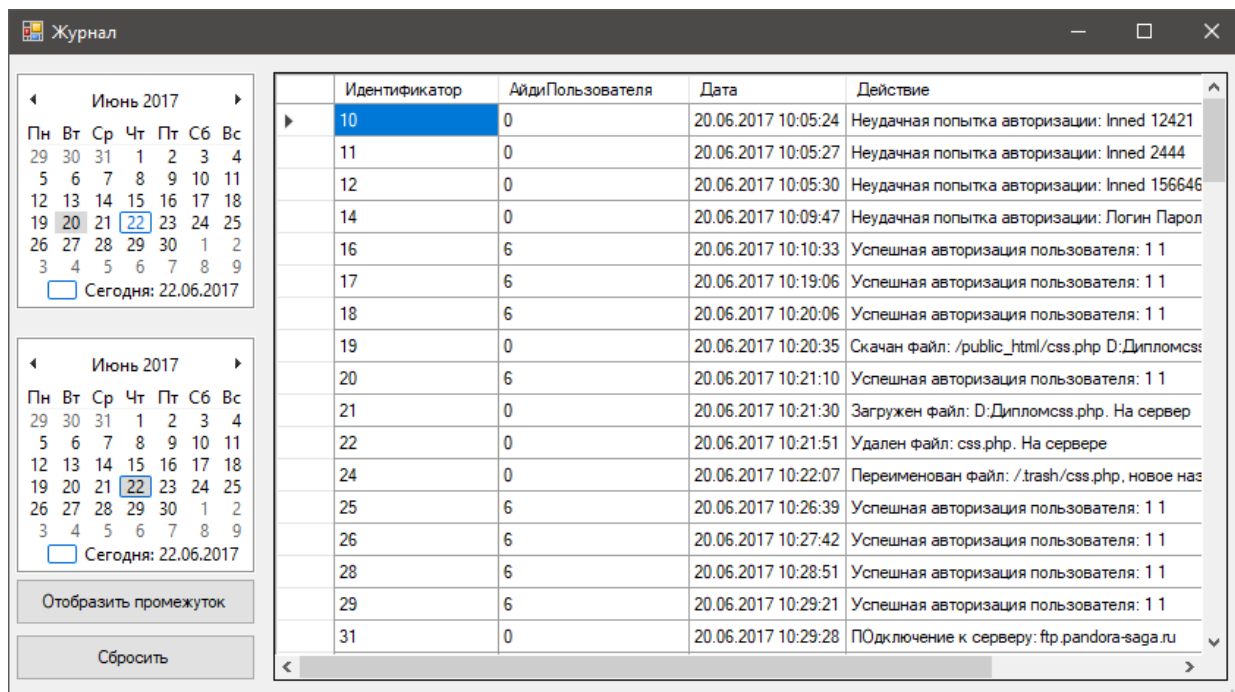 Журнал
Июнь 2017
Пн Вт Ср Чт Пт Сб Вс
29 30 31 1 2 3 4
5 6 7 8 9 10 11
12 13 14 15 16 17 18
19 20 21 22 23 24 25
26 27 28 29 30 1 2
3 4 5 6 7 8 9
Сегодня: 22.06.2017
Июнь 2017
Пн Вт Ср Чт Пт Сб Вс
29 30 31 1 2 3 4
5 6 7 8 9 10 11
12 13 14 15 16 17 18
19 20 21 22 23 24 25
26 27 28 29 30 1 2
3 4 5 6 7 8 9
Сегодня: 22.06.2017
Отобразить промежуток
Сбросить
Идентификатор АйдиПользователя Дата Действие
10 0 20.06.2017 10:05:24 Неудачная попытка авторизации: Inned 12421
11 0 20.06.2017 10:05:27 Неудачная попытка авторизации: Inned 2444
12 0 20.06.2017 10:05:30 Неудачная попытка авторизации: Inned 156646
14 0 20.06.2017 10:09:47 Неудачная попытка авторизации: Логин Парол
16 6 20.06.2017 10:10:33 Успешная авторизация пользователя: 1 1
17 6 20.06.2017 10:19:06 Успешная авторизация пользователя: 1 1
18 6 20.06.2017 10:20:06 Успешная авторизация пользователя: 1 1
19 0 20.06.2017 10:20:35 Скачан файл: /public_html/css.php D:Дипломcss
20 6 20.06.2017 10:21:10 Успешная авторизация пользователя: 1 1
21 0 20.06.2017 10:21:30 Загружен файл: D:Дипломcss.php. На сервер
22 0 20.06.2017 10:21:51 Удален файл: css.php. На сервере
24 0 20.06.2017 10:22:07 Переименован файл: /.trash/css.php, новое наз
25 6 20.06.2017 10:26:39 Успешная авторизация пользователя: 1 1
26 6 20.06.2017 10:27:42 Успешная авторизация пользователя: 1 1
28 6 20.06.2017 10:28:51 Успешная авторизация пользователя: 1 1
29 6 20.06.2017 10:29:21 Успешная авторизация пользователя: 1 1
31 0 20.06.2017 10:29:28 ПОдключение к серверу: ftp.pandora-saga.ru